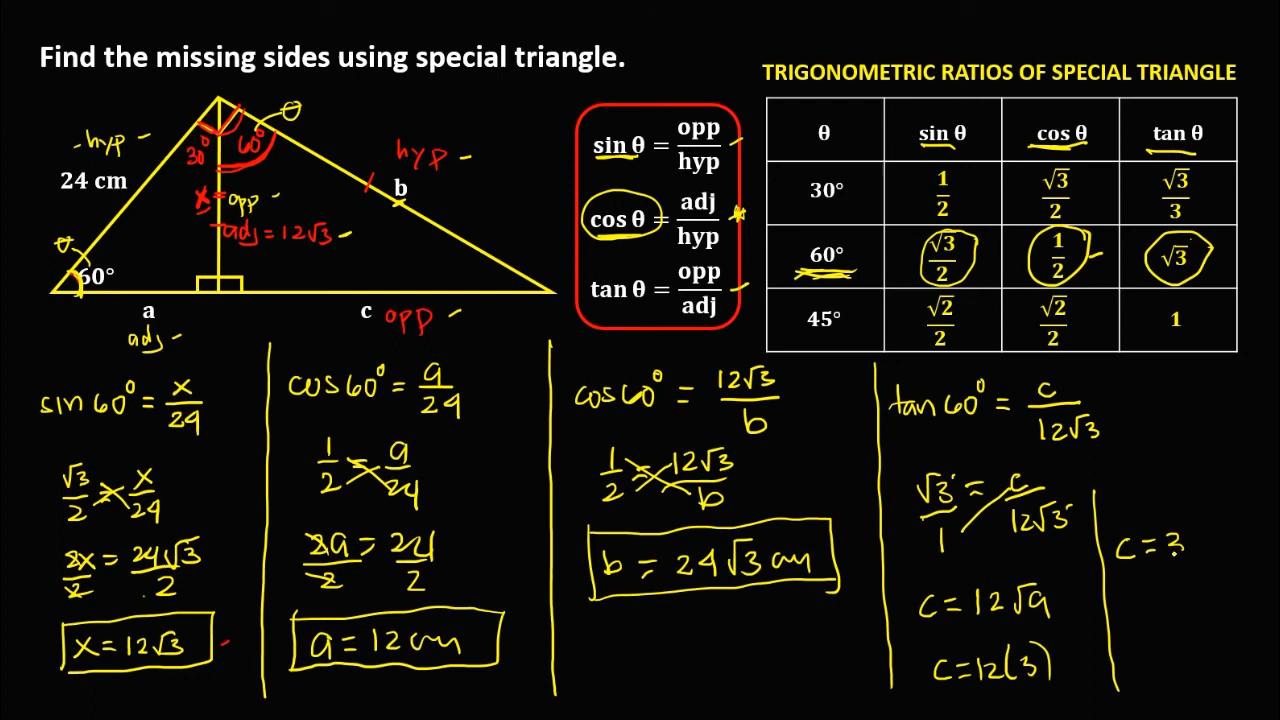 Find the missing sides using special triangle.
hyp
24 cm
30°
60°
θ
hyp
b
x = opp
adj = 12√3
θ
60°
a
adj
c
opp
sin θ = opp/hyp
cos θ = adj/hyp
tan θ = opp/adj
TRIGONOMETRIC RATIOS OF SPECIAL TRIANGLE
θ sin θ cos θ tan θ
30° 1/2 √3/2 √3/3
60° √3/2 1/2 √3
45° √2/2 √2/2 1
sin 60° = x/24
√3/2 = x/24
2x/2 = 24√3/2
x = 12√3
cos 60° = a/24
1/2 = a/24
2a/2 = 24/2
a = 12 cm
cos 60° = 12√3/b
1/2 = 12√3/b
b = 24√3 cm
tan 60° = c/12√3
√3/1 = c/12√3
c = 12√9
c = 12(3)
c = 3